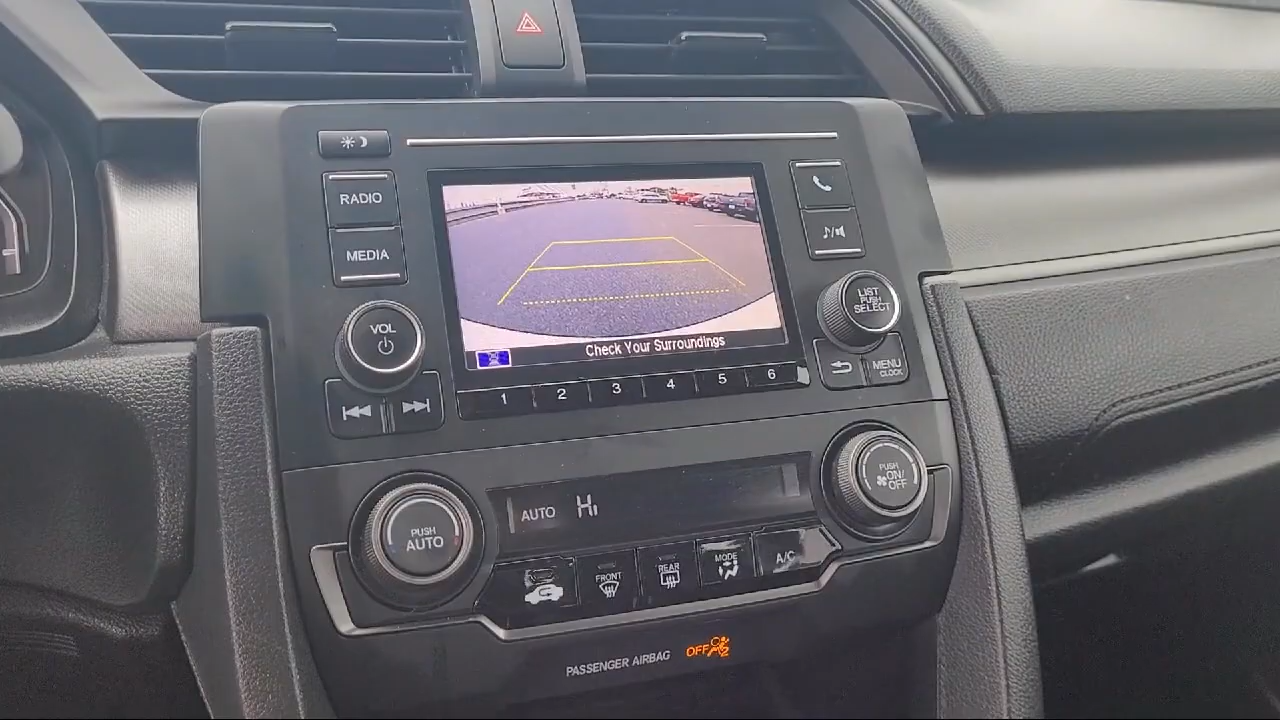 RADIO
MEDIA
VOL
Check Your Surroundings
LIST
PUSH
SELECT
MENU
CLOCK
1 2 3 4 5 6
PUSH
AUTO
AUTO Hi
PUSH
ON/
OFF
FRONT
REAR
MODE
A/C
PASSENGER AIRBAG OFF 2